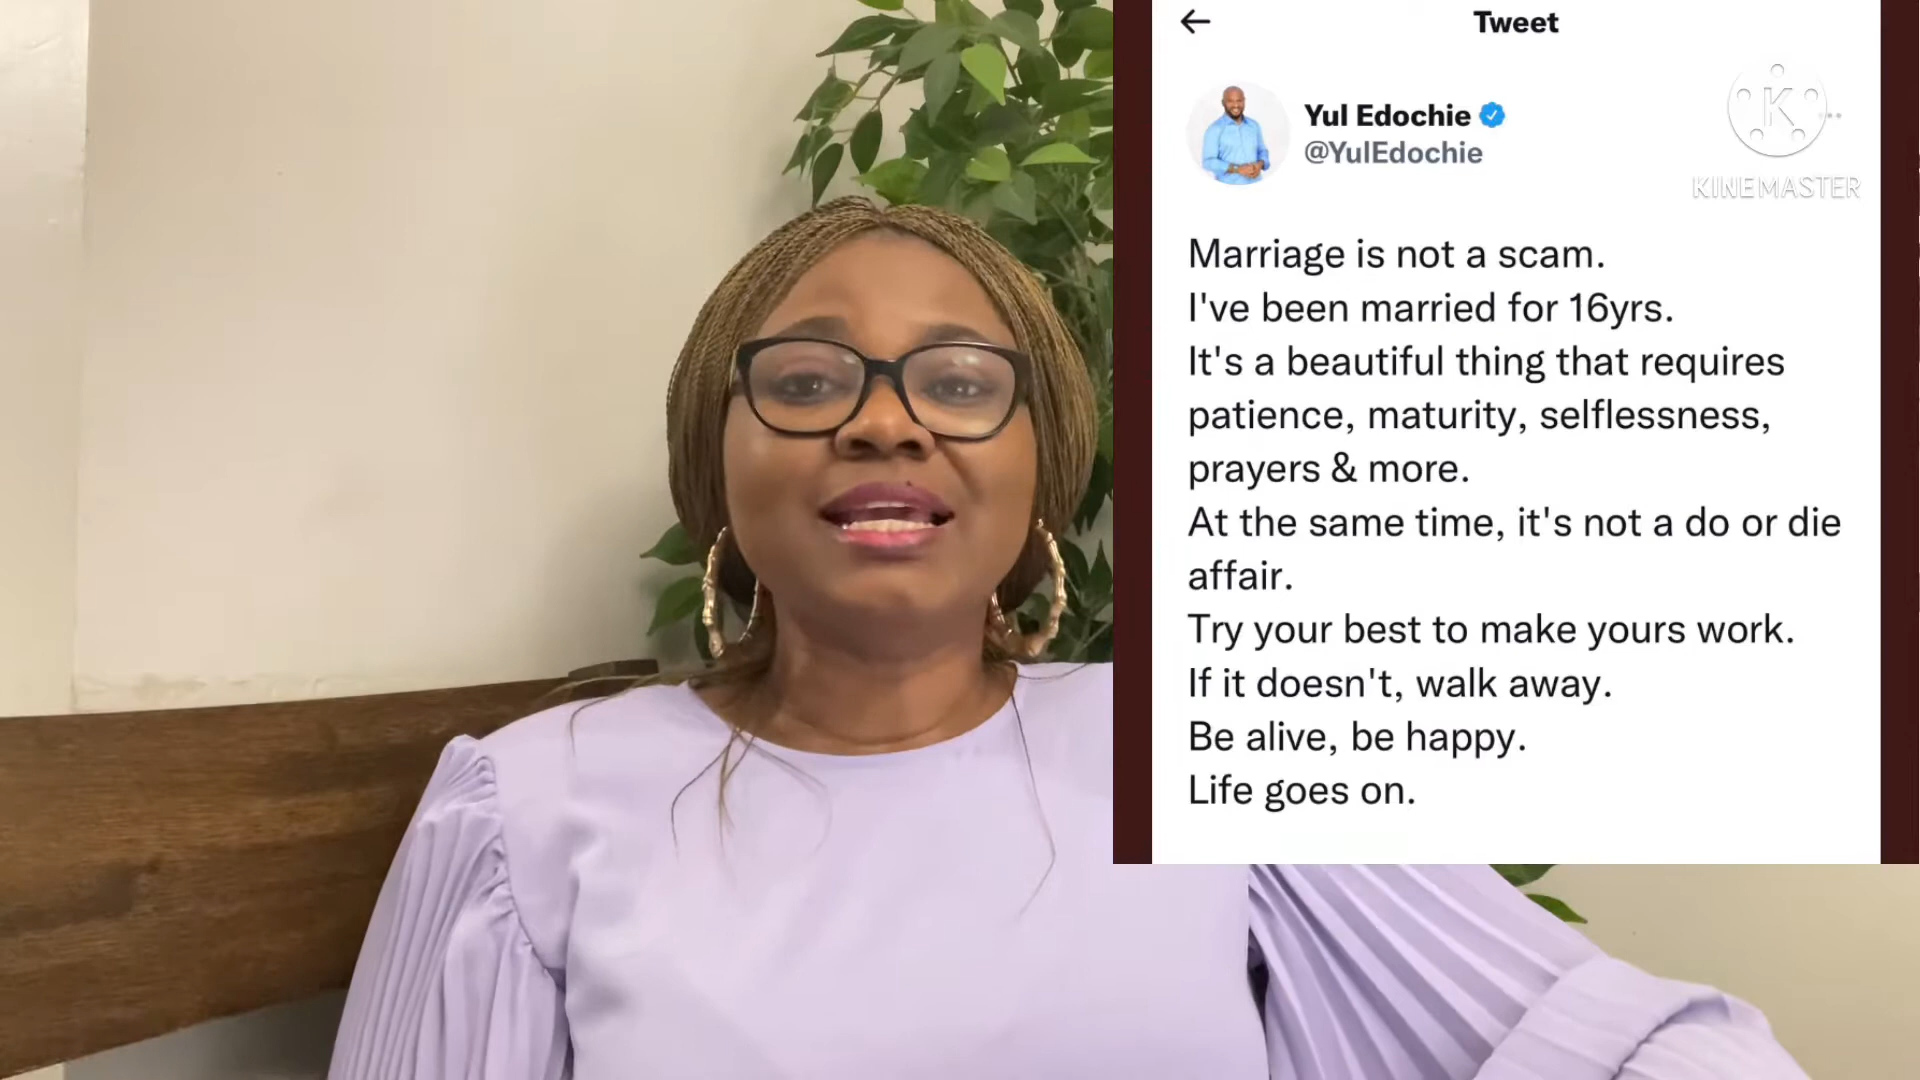 Tweet
Yul Edochie
@YulEdochie
K
KINEMASTER
Marriage is not a scam.
I've been married for 16yrs.
It's a beautiful thing that requires
patience, maturity, selflessness,
prayers & more.
At the same time, it's not a do or die
affair.
Try your best to make yours work.
If it doesn't, walk away.
Be alive, be happy.
Life goes on.